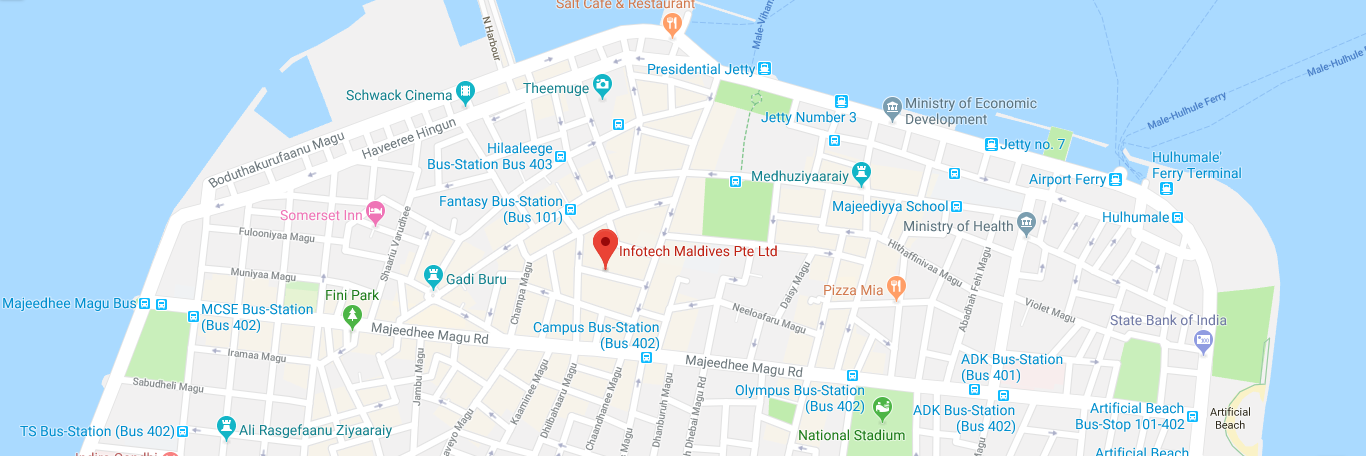 Salt Cafe & Restaurant
N Harbour
Male-Viham
Presidential Jetty
Male-Hulhule Ferry
Theemuge
Schwack Cinema
Jetty Number 3
Ministry of Economic
Development
Male-Hulhule Ferry
Boduthakurufaanu Magu
Haveeree Hingun
Hilaaleege
Bus-Station Bus 403
Jetty no. 7
Hulhumale'
Ferry Terminal
Medhuziyaaraiy
Airport Ferry
Fantasy Bus-Station
(Bus 101)
Majeediyya School
Somerset Inn
Hulhumale
Ministry of Health
Fulooniyaa Magu
Shaariu Varudhee
Infotech Maldives Pte Ltd
Hithaffinivaa Magu
Muniyaa Magu
Gadi Buru
Champa Magu
Daisy Magu
Abadhah Fehi Magu
Fini Park
Pizza Mia
Majeedhee Magu Bus
MCSE Bus-Station
(Bus 402)
Neeloafaru Magu
Violet Magu
State Bank of India
Majeedhee Magu Rd
Campus Bus-Station
(Bus 402)
Iramaa Magu
Majeedhee Magu Rd
ADK Bus-Station
(Bus 401)
Sabudheli Magu
Jambu Magu
Kaaminee Magu
Dhilbahaaru Magu
Chaandhanee Magu
Dhanburuh Magu
h Dhebal Magu Rd
Olympus Bus-Station
(Bus 402)
ADK Bus-Station
(Bus 402)
Artificial Beach
Bus-Stop 101-402
Artificial
Beach
TS Bus-Station (Bus 402)
Ali Rasgefaanu Ziyaaraiy
aveyo Magu
National Stadium
Indira Gandhi
Artificial Beach